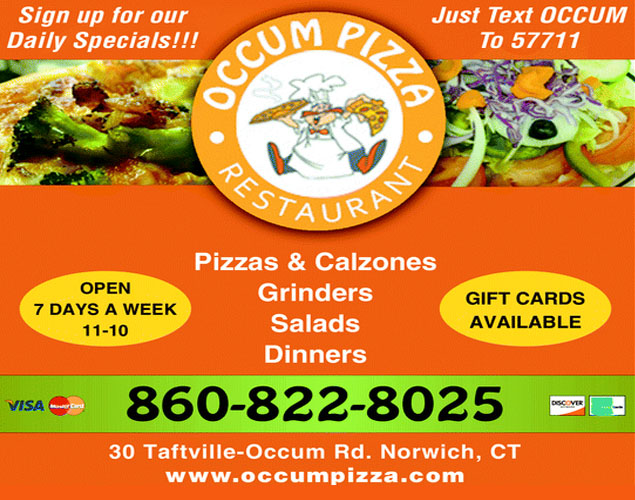 Sign up for our
Daily Specials!!!
Just Text OCCUM
To 57711
OCCUM PIZZA
RESTAURANT
Pizzas & Calzones
Grinders
Salads
Dinners
OPEN
7 DAYS A WEEK
11-10
GIFT CARDS
AVAILABLE
VISA
MasterCard
860-822-8025
DISCOVER
30 Taftville-Occum Rd. Norwich, CT
www.occumpizza.com